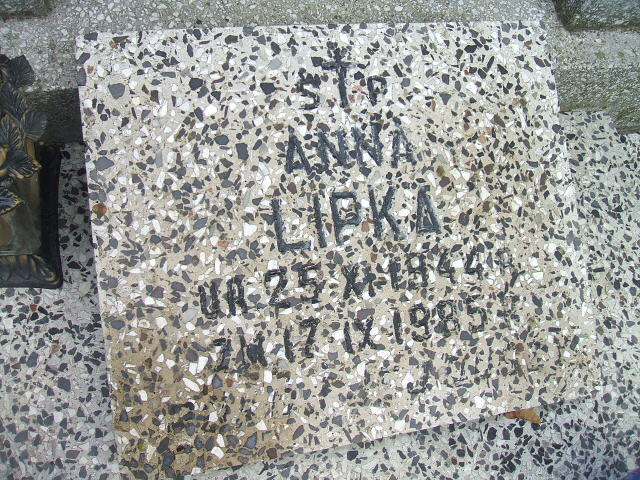 S†P
ANNA
LIPKA
UR 25 XI 1944 R
ZM 17 IX 1985 R